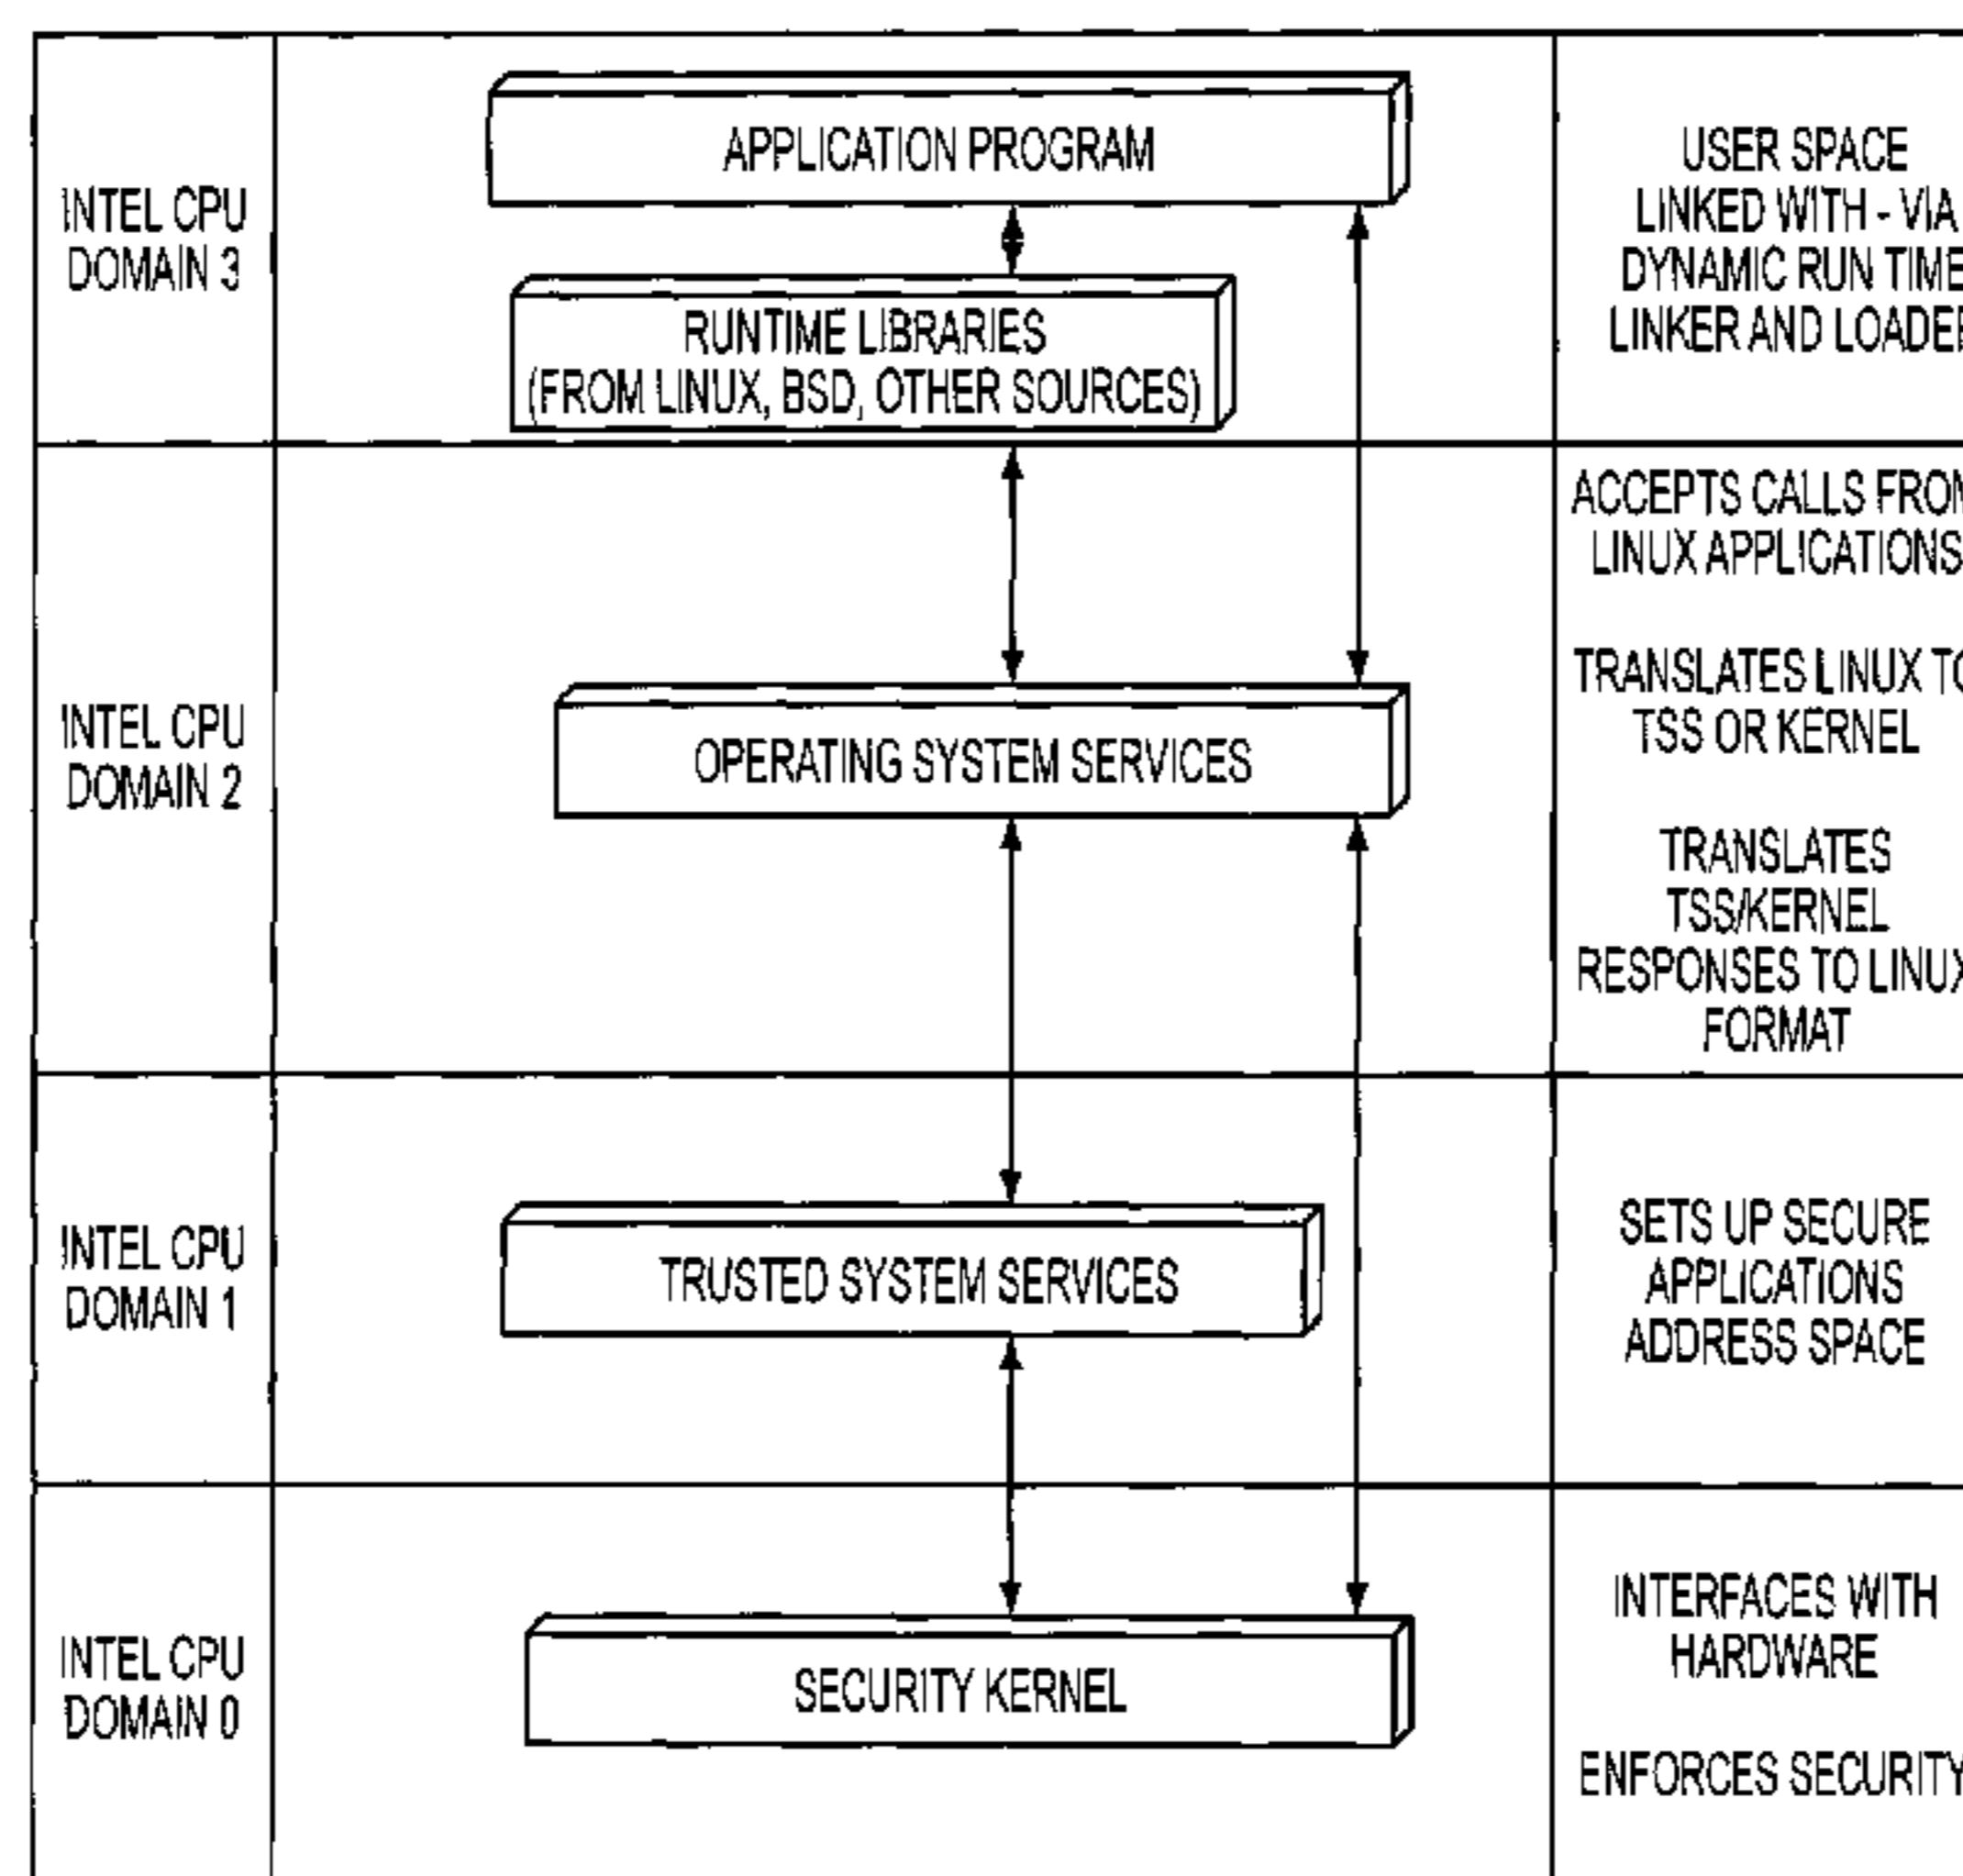 INTEL CPU
DOMAIN 3
APPLICATION PROGRAM
RUNTIME LIBRARIES
(FROM LINUX, BSD, OTHER SOURCES)
USER SPACE
LINKED WITH - VIA
DYNAMIC RUN TIME
LINKER AND LOADER
INTEL CPU
DOMAIN 2
OPERATING SYSTEM SERVICES
ACCEPTS CALLS FROM
LINUX APPLICATIONS
TRANSLATES LINUX TO
TSS OR KERNEL
TRANSLATES
TSS/KERNEL
RESPONSES TO LINUX
FORMAT
INTEL CPU
DOMAIN 1
TRUSTED SYSTEM SERVICES
SETS UP SECURE
APPLICATIONS
ADDRESS SPACE
INTEL CPU
DOMAIN 0
SECURITY KERNEL
INTERFACES WITH
HARDWARE
ENFORCES SECURITY